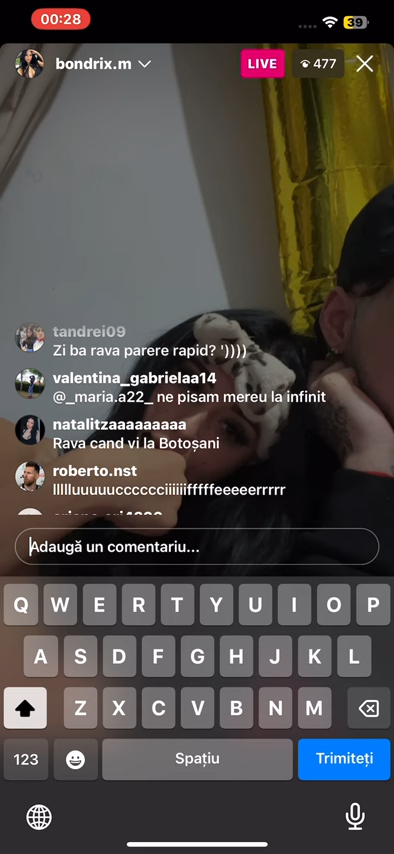 00:28
39
bondrix.m
LIVE
477
tandrei09
Zi ba rava parere rapid? '))))
valentina_gabrielaa14
@_maria.a22_ ne pisam mereu la infinit
natalitzaaaaaaaaa
Rava cand vi la Botoșani
roberto.nst
Adaugă un comentariu...
Q W E R T Y U I O P
A S D F G H J K L
Z X C V B N M
123
Spațiu
Trimiteți